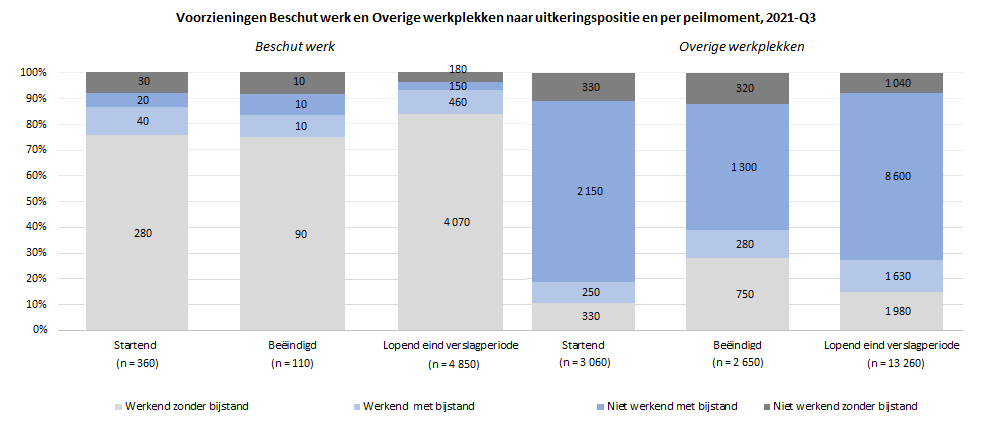 Voorzieningen Beschut werk en Overige werkplekken naar uitkeringspositie en per peilmoment, 2021-Q3
Beschut werk
Overige werkplekken
100%
90%
80%
70%
60%
50%
40%
30%
20%
10%
0%
30
20
40
280
10
10
10
90
180
150
460
4 070
330
2 150
250
330
320
1 300
280
750
1 040
8 600
1 630
1 980
Startend
(n = 360)
Beëindigd
(n = 110)
Lopend eind verslagperiode
(n = 4 850)
Startend
(n = 3 060)
Beëindigd
(n = 2 650)
Lopend eind verslagperiode
(n = 13 260)
Werkend zonder bijstand
Werkend met bijstand
Niet werkend met bijstand
Niet werkend zonder bijstand